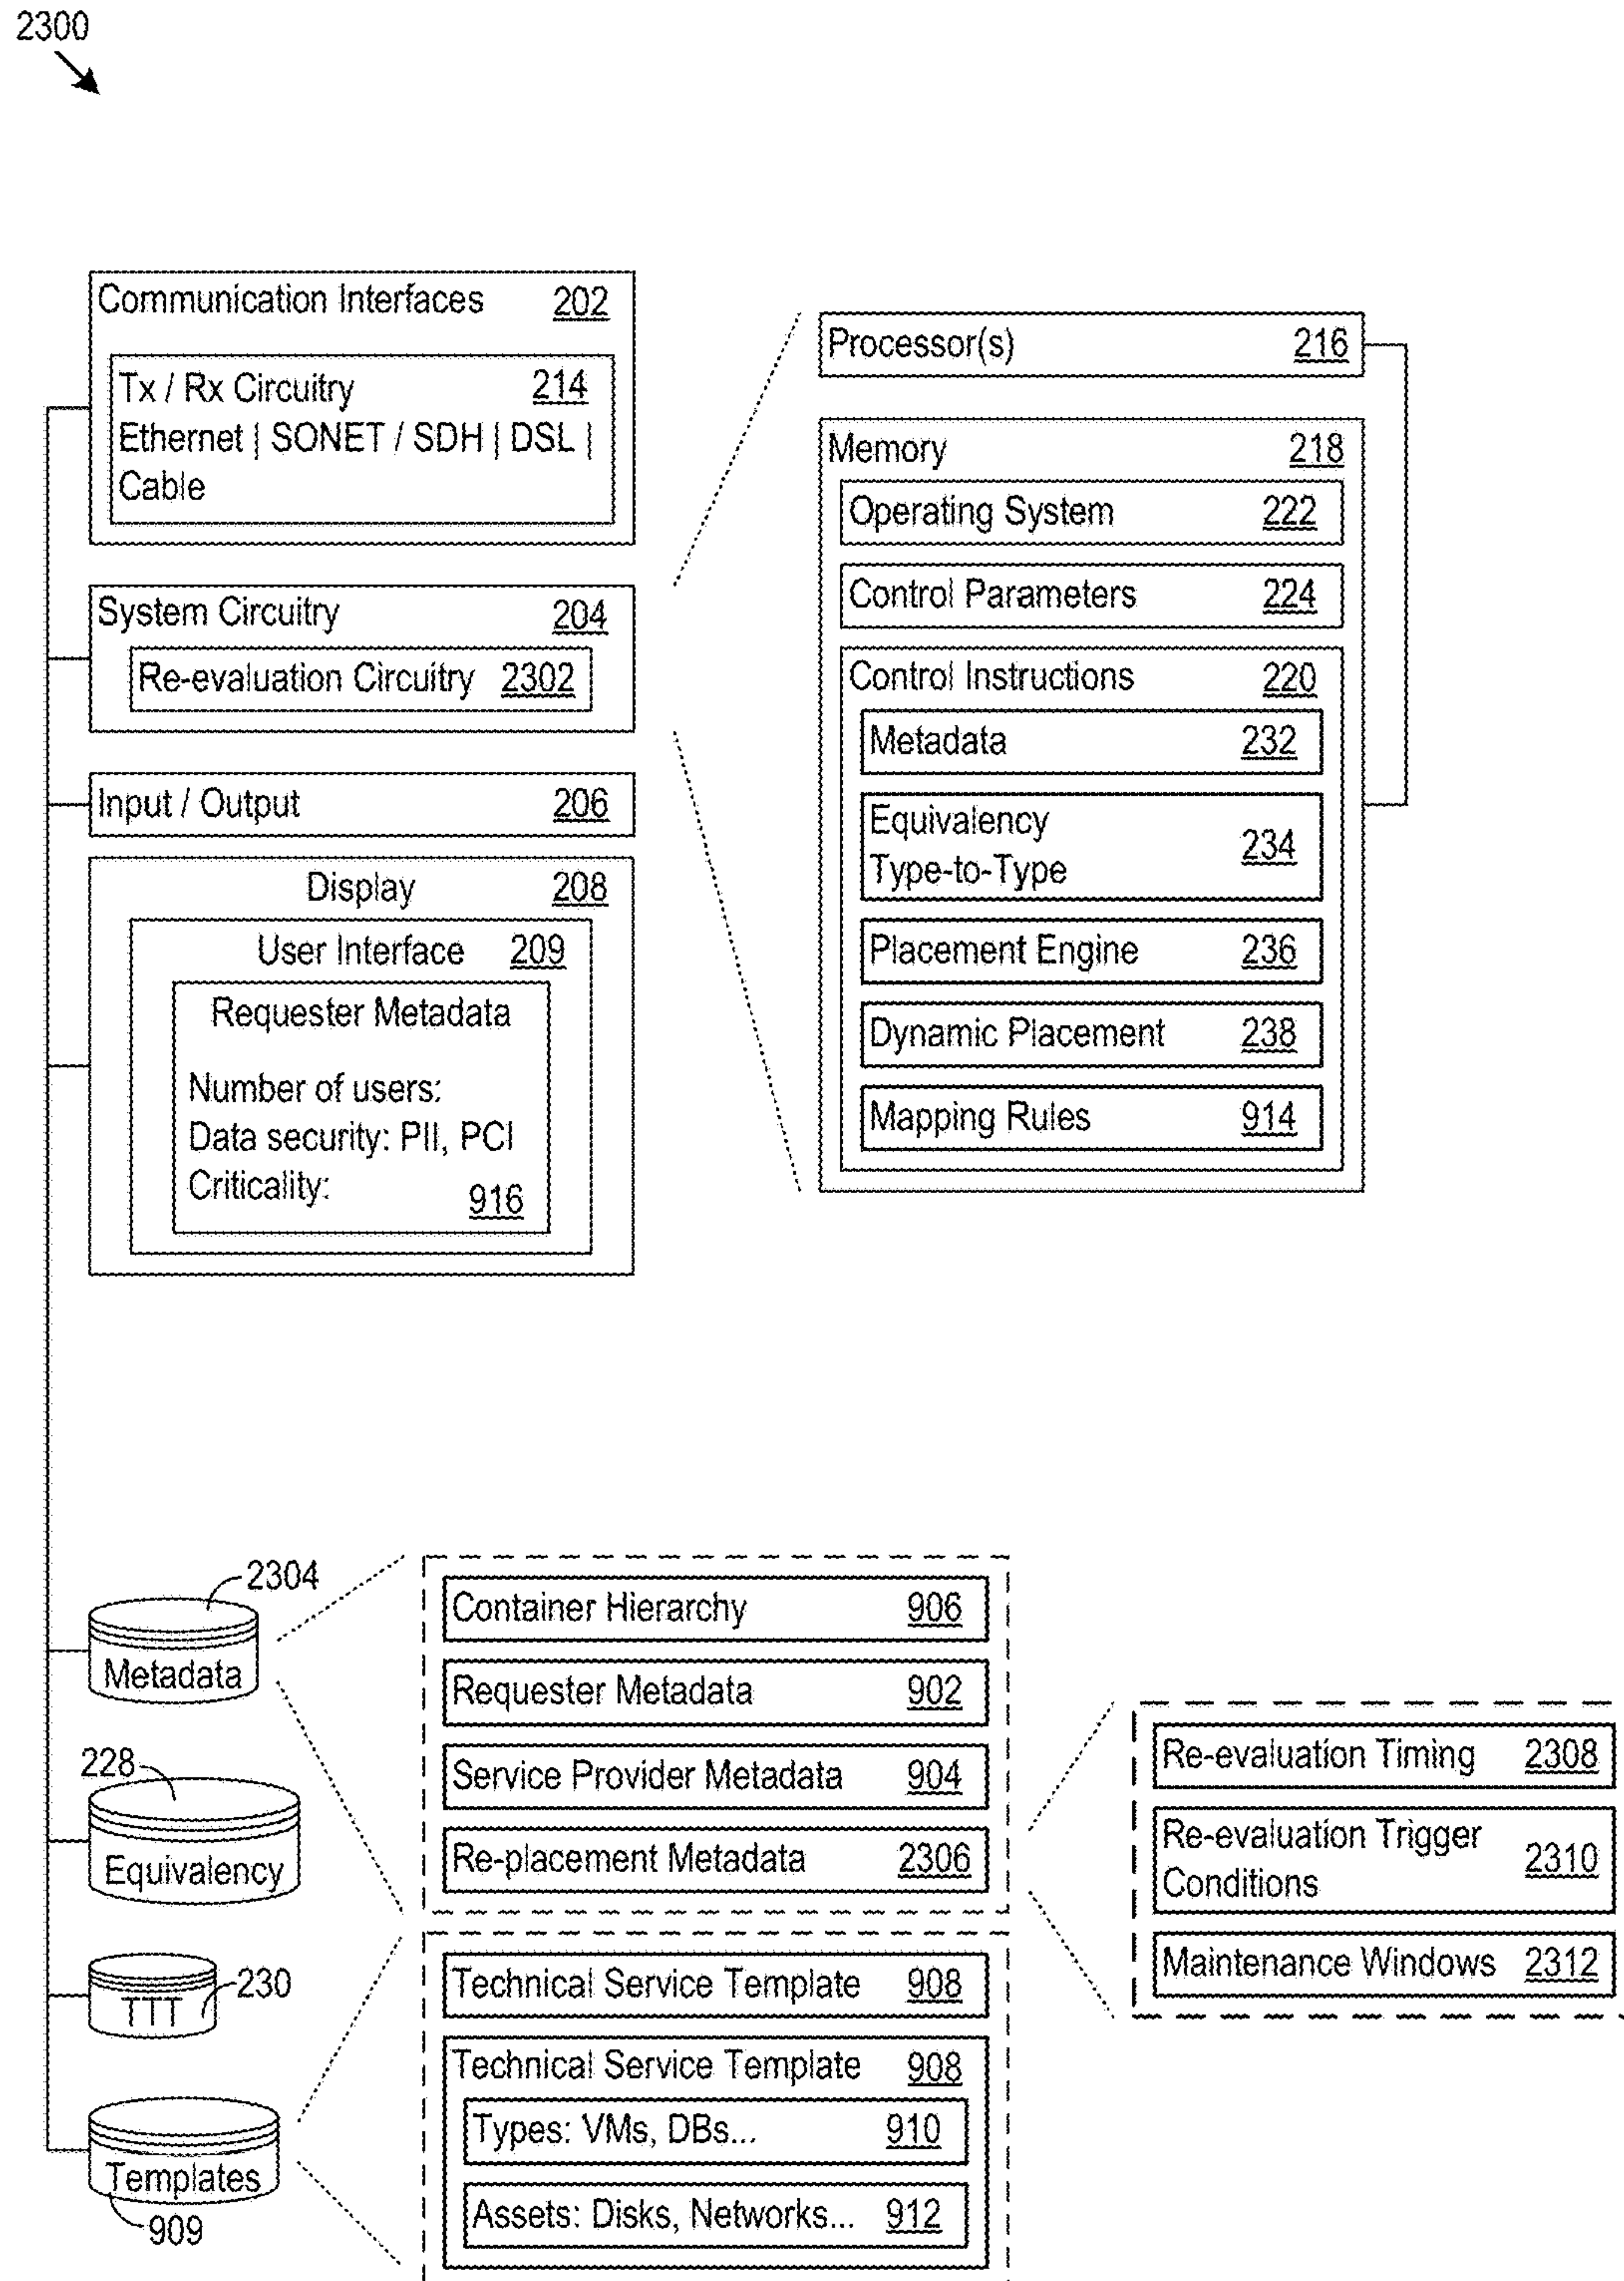 2300
Communication Interfaces 202
Tx / Rx Circuitry 214
Ethernet | SONET / SDH | DSL |
Cable
System Circuitry 204
Re-evaluation Circuitry 2302
Input / Output 206
Display 208
User Interface 209
Requester Metadata
Number of users:
Data security: PII, PCI
Criticality: 916
Processor(s) 216
Memory 218
Operating System 222
Control Parameters 224
Control Instructions 220
Metadata 232
Equivalency
Type-to-Type 234
Placement Engine 236
Dynamic Placement 238
Mapping Rules 914
2304
Metadata
228
Equivalency
TTT 230
Templates
909
Container Hierarchy 906
Requester Metadata 902
Service Provider Metadata 904
Re-placement Metadata 2306
Technical Service Template 908
Technical Service Template 908
Types: VMs, DBs... 910
Assets: Disks, Networks... 912
Re-evaluation Timing 2308
Re-evaluation Trigger
Conditions 2310
Maintenance Windows 2312